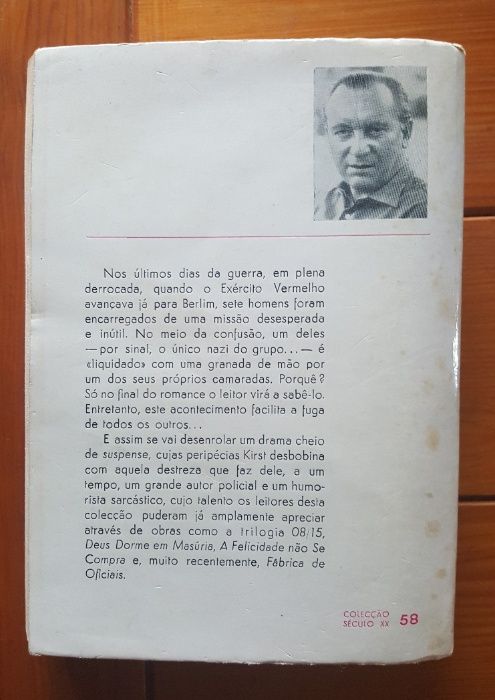 Nos últimos dias da guerra, em plena
derrocada, quando o Exército Vermelho
avançava já para Berlim, sete homens foram
encarregados de uma missão desesperada
e inútil. No meio da confusão, um deles
—por sinal, o único nazi do grupo...— é
«liquidado» com uma granada de mão por
um dos seus próprios camaradas. Porquê?
Só no final do romance o leitor virá a sabê-lo.
Entretanto, este acontecimento facilita a fuga
de todos os outros...
E assim se vai desenrolar um drama cheio
de suspense, cujas peripécias Kirst desbobina
com aquela destreza que faz dele, a um
tempo, um grande autor policial e um humo-
rista sarcástico, cujo talento os leitores desta
colecção puderam já amplamente apreciar
através de obras como a trilogia 08/15,
Deus Dorme em Masúria, A Felicidade não Se
Compra e, muito recentemente, Fábrica de
Oficiais.
COLECÇÃO
SÉCULO XX 58